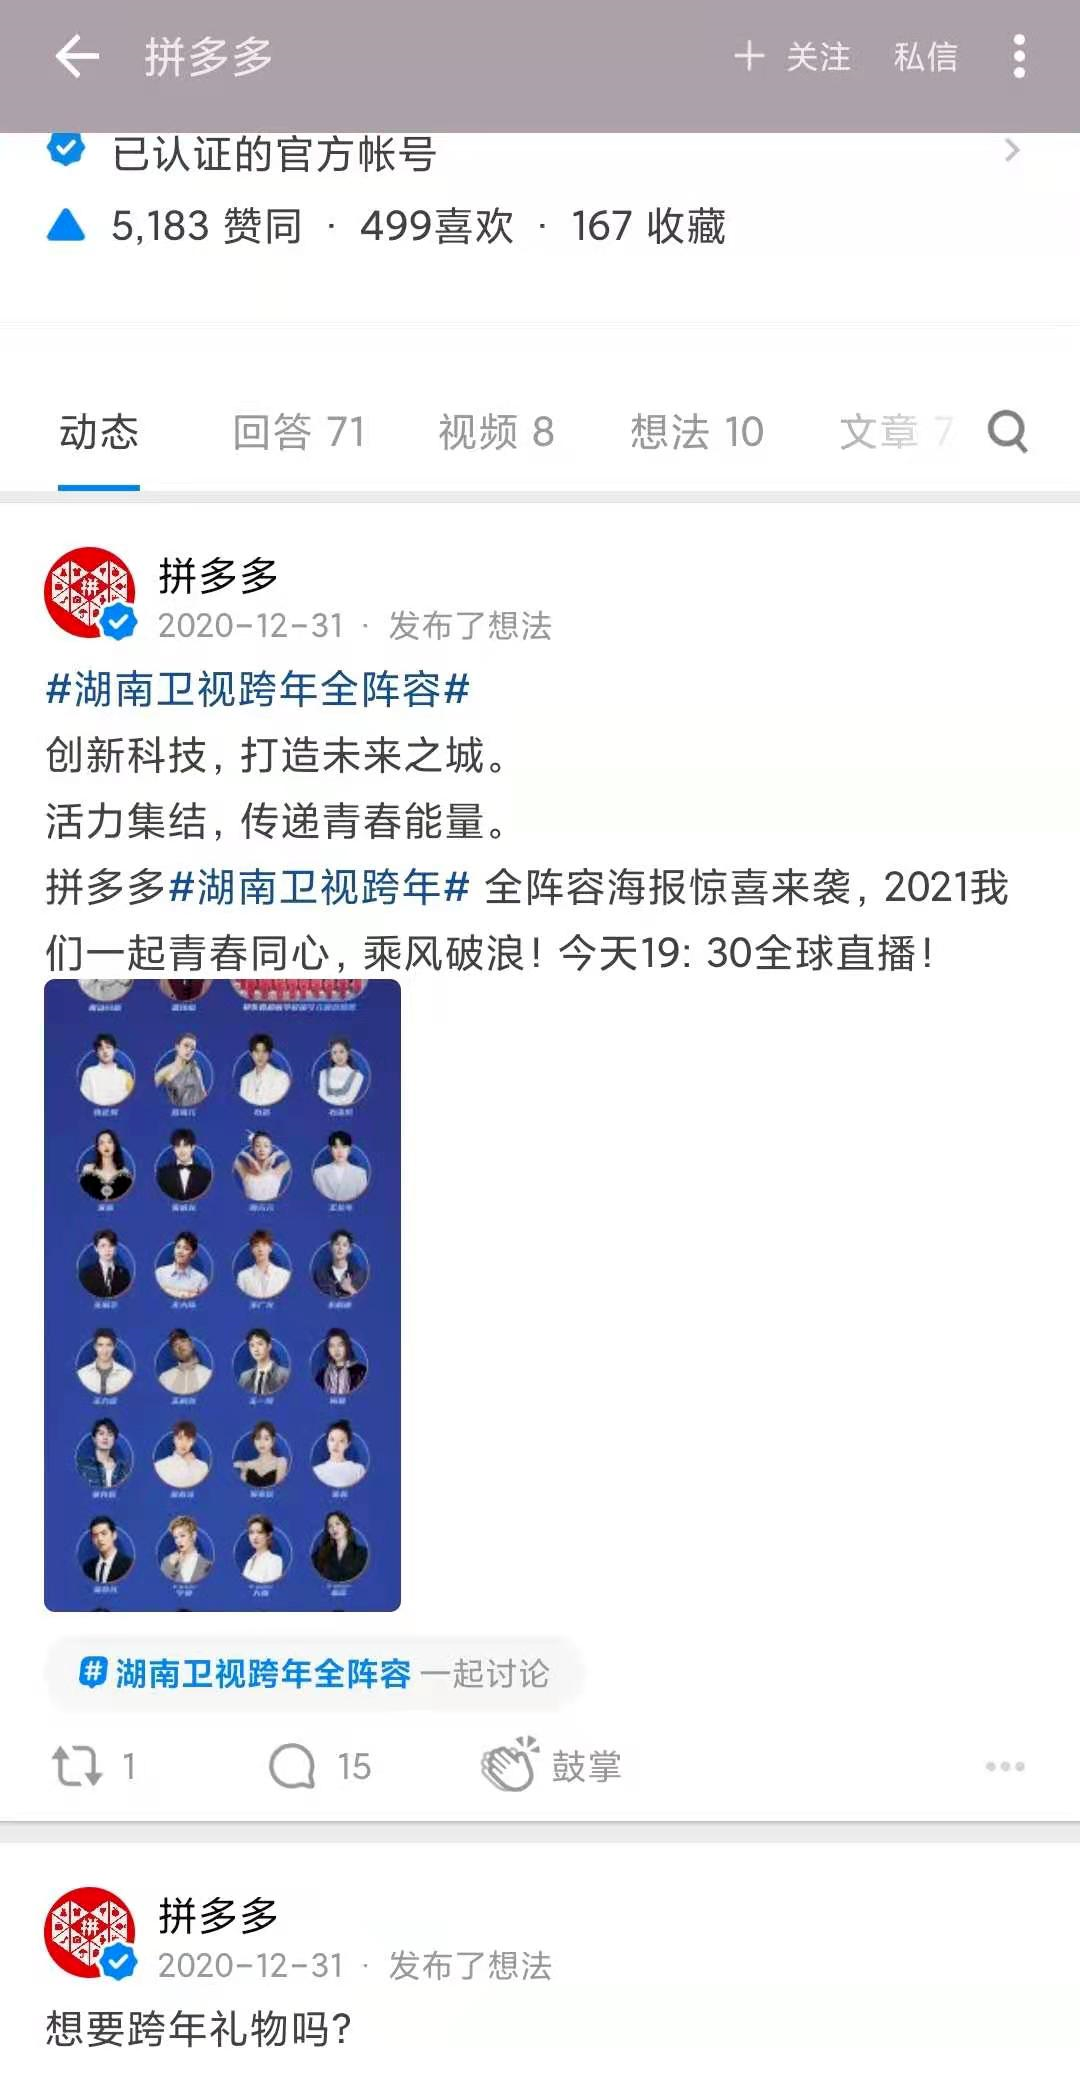 拼多多
关注
私信
已认证的官方帐号
5,183 赞同 · 499喜欢 · 167 收藏
动态
回答 71
视频 8
想法 10
文章 7
拼多多
2020-12-31 · 发布了想法
#湖南卫视跨年全阵容#
创新科技，打造未来之城。
活力集结，传递青春能量。
拼多多#湖南卫视跨年# 全阵容海报惊喜来袭，2021我
们一起青春同心，乘风破浪！今天19：30全球直播！
# 湖南卫视跨年全阵容 一起讨论
1
15
鼓掌
拼多多
2020-12-31 · 发布了想法
想要跨年礼物吗？